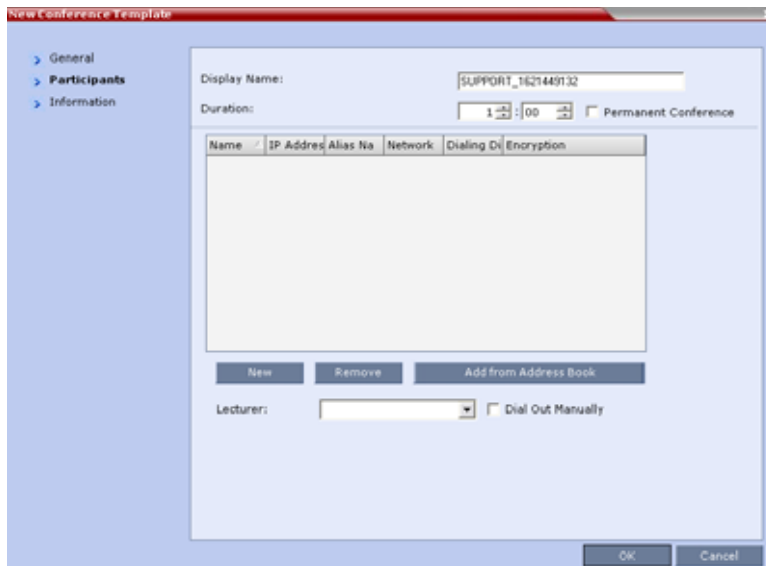 New Conference Template
General
Participants
Information
Display Name: SUPPORT_1621449132
Duration: 1 : 00 Permanent Conference
Name IP Addres Alias Na Network Dialing Di Encryption
New Remove Add from Address Book
Lecturer: Dial Out Manually
OK Cancel